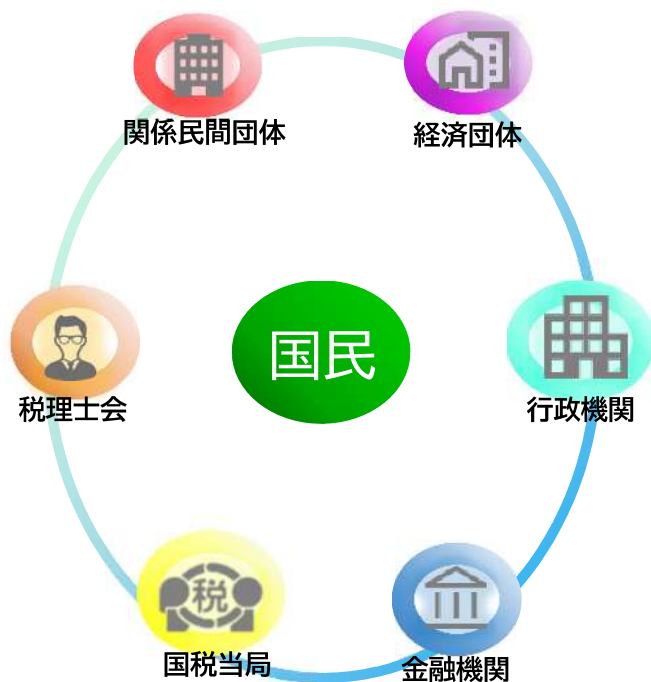 関係民間団体
経済団体
国民
税理士会
行政機関
税
国税当局
金融機関